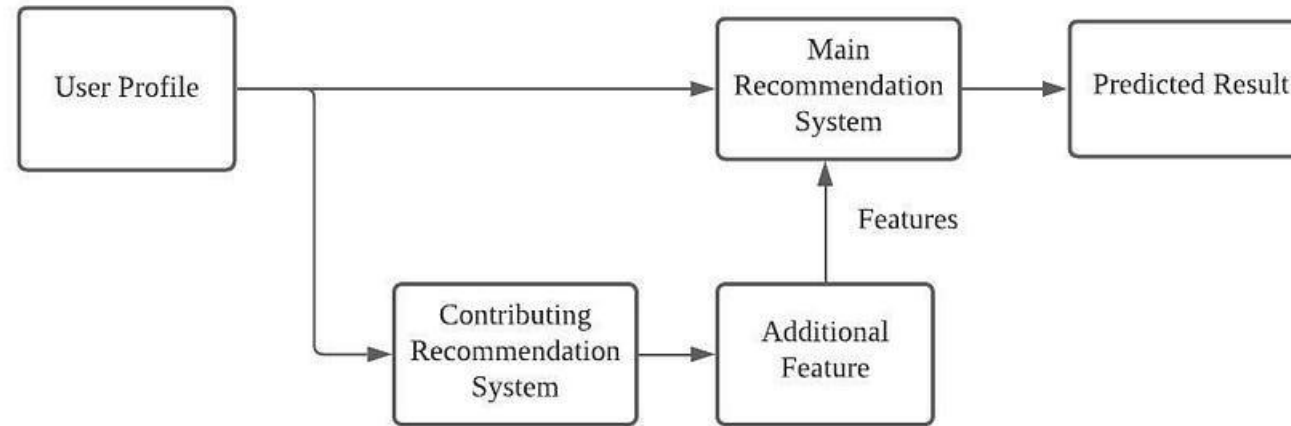 User Profile
Main
Recommendation
System
Predicted Result
Features
Contributing
Recommendation
System
Additional
Feature